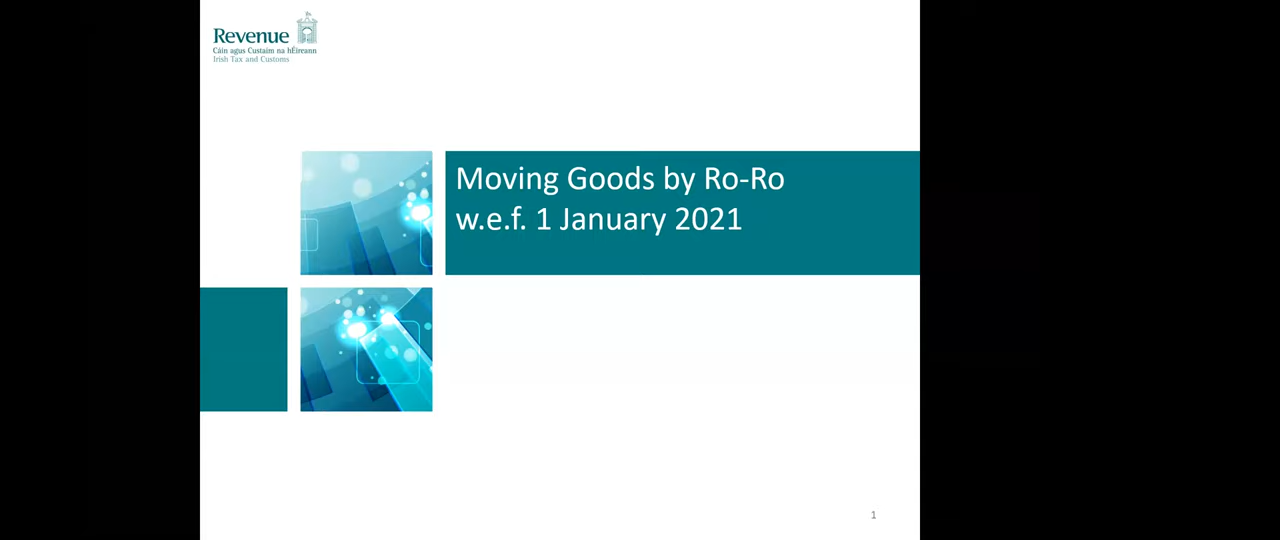 Revenue
Cáin agus Custaim na hÉireann
Irish Tax and Customs
Moving Goods by Ro-Ro
w.e.f. 1 January 2021
1